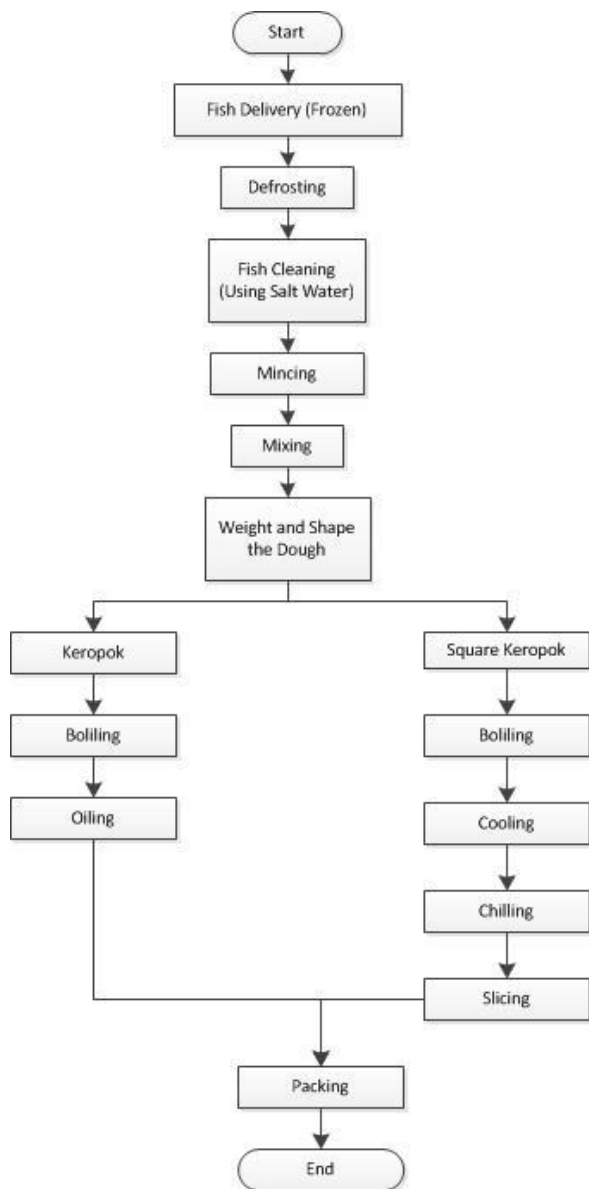 Start
Fish Delivery (Frozen)
Defrosting
Fish Cleaning
(Using Salt Water)
Mincing
Mixing
Weight and Shape
the Dough
Keropok
Boliling
Oiling
Square Keropok
Boliling
Cooling
Chilling
Slicing
Packing
End